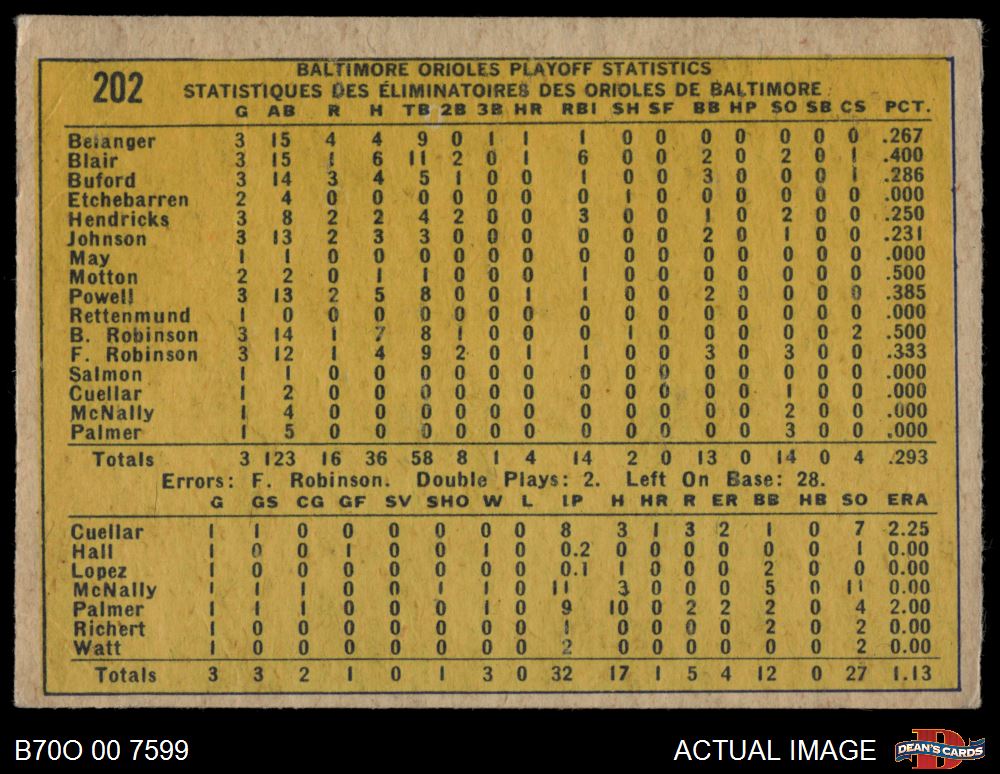 202
BALTIMORE ORIOLES PLAYOFF STATISTICS
STATISTIQUES DES ÉLIMINATOIRES DES ORIOLES DE BALTIMORE
G AB R H TB 2B 3B HR RBI SH SF BB HP SO SB CS PCT.
Belanger 3 15 4 4 9 0 1 1 1 0 0 0 0 0 0 0 .267
Blair 3 15 1 6 11 2 0 1 6 0 0 2 0 2 0 1 .400
Buford 3 14 3 4 5 1 0 0 1 0 0 3 0 0 0 1 .286
Etchebarren 2 4 0 0 0 0 0 0 0 1 0 0 0 0 0 0 .000
Hendricks 3 8 2 2 4 2 0 0 3 0 0 1 0 2 0 0 .250
Johnson 3 13 2 3 3 0 0 0 0 0 0 2 0 1 0 0 .231
May 1 1 0 0 0 0 0 0 0 0 0 0 0 0 0 0 .000
Motton 2 2 0 1 1 0 0 0 1 0 0 0 0 0 0 0 .500
Powell 3 13 2 5 8 0 0 1 1 0 0 2 0 0 0 0 .385
Rettenmund 1 0 0 0 0 0 0 0 0 0 0 0 0 0 0 0 .000
B. Robinson 3 14 1 7 8 1 0 0 0 1 0 0 0 0 0 2 .500
F. Robinson 3 12 1 4 9 2 0 1 1 0 0 3 0 3 0 0 .333
Salmon 1 1 0 0 0 0 0 0 0 0 0 0 0 0 0 0 .000
Cuellar 1 2 0 0 0 0 0 0 0 0 0 0 0 1 0 0 .000
McNally 1 4 0 0 0 0 0 0 0 0 0 0 0 2 0 0 .000
Palmer 1 5 0 0 0 0 0 0 0 0 0 0 0 3 0 0 .000
Totals 3 123 16 36 58 8 1 4 14 2 0 13 0 14 0 4 .293
Errors: F. Robinson. Double Plays: 2. Left On Base: 28.
G GS CG GF SV SHO W L IP H HR R ER BB HB SO ERA
Cuellar 1 1 0 0 0 0 0 0 8 3 1 3 2 1 0 7 2.25
Hall 1 0 0 1 0 0 1 0 0.2 0 0 0 0 0 0 1 0.00
Lopez 1 0 0 0 0 0 0 0 0.1 1 0 0 0 2 0 0 0.00
McNally 1 1 1 0 0 1 1 0 11 3 0 0 0 5 0 11 0.00
Palmer 1 1 1 0 0 0 1 0 9 10 0 2 2 2 0 4 2.00
Richert 1 0 0 0 0 0 0 0 1 0 0 0 0 2 0 2 0.00
Watt 1 0 0 0 0 0 0 0 2 0 0 0 0 0 0 2 0.00
Totals 3 3 2 1 0 1 3 0 32 17 1 5 4 12 0 27 1.13
B70O 00 7599
ACTUAL IMAGE
DEAN'S CARDS